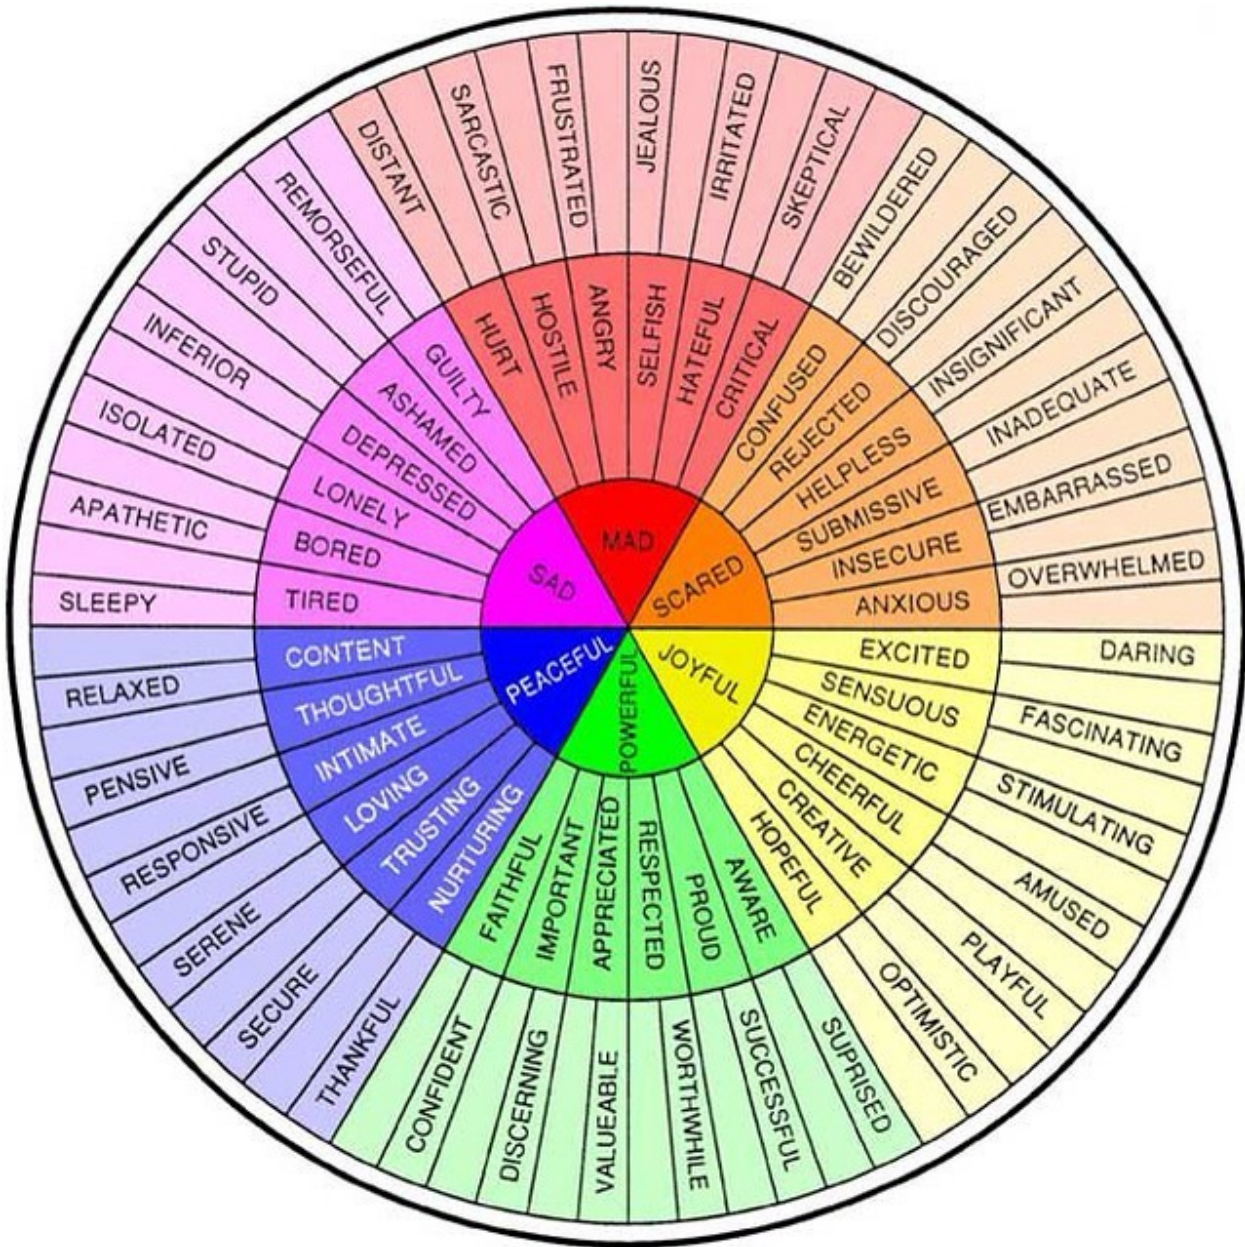 MAD
SCARED
JOYFUL
POWERFUL
PEACEFUL
SAD
HURT
HOSTILE
ANGRY
SELFISH
HATEFUL
CRITICAL
CONFUSED
REJECTED
HELPLESS
SUBMISSIVE
INSECURE
ANXIOUS
EXCITED
SENSUOUS
ENERGETIC
CHEERFUL
CREATIVE
HOPEFUL
AWARE
PROUD
RESPECTED
APPRECIATED
IMPORTANT
FAITHFUL
NURTURING
TRUSTING
LOVING
INTIMATE
THOUGHTFUL
CONTENT
TIRED
BORED
LONELY
DEPRESSED
ASHAMED
GUILTY
DISTANT
SARCASTIC
FRUSTRATED
JEALOUS
IRRITATED
SKEPTICAL
BEWILDERED
DISCOURAGED
INSIGNIFICANT
INADEQUATE
EMBARRASSED
OVERWHELMED
DARING
FASCINATING
STIMULATING
AMUSED
PLAYFUL
OPTIMISTIC
SUPRISED
SUCCESSFUL
WORTHWHILE
VALUEABLE
DISCERNING
CONFIDENT
THANKFUL
SECURE
SERENE
RESPONSIVE
PENSIVE
RELAXED
SLEEPY
APATHETIC
ISOLATED
INFERIOR
STUPID
REMORSEFUL